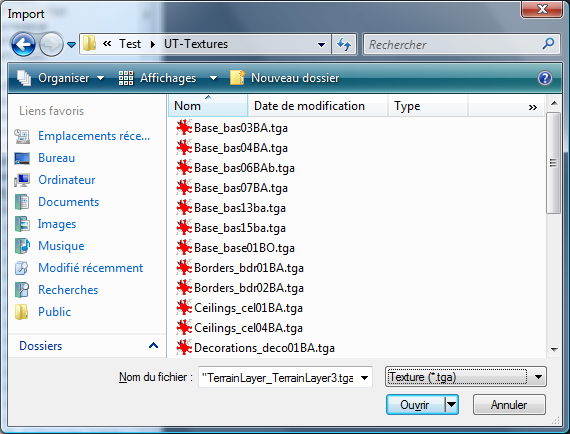 Import
« Test UT-Textures
Rechercher
Organiser Affichages Nouveau dossier ?
Liens favoris
Emplacements réce...
Bureau
Ordinateur
Documents
Images
Musique
Modifié récemment
Recherches
Public
Dossiers
Nom Date de modification Type »
Base_bas03BA.tga
Base_bas04BA.tga
Base_bas06BAb.tga
Base_bas07BA.tga
Base_bas13ba.tga
Base_bas15ba.tga
Base_base01BO.tga
Borders_bdr01BA.tga
Borders_bdr02BA.tga
Ceilings_cel01BA.tga
Ceilings_cel04BA.tga
Decorations_deco01BA.tga
Nom du fichier : "TerrainLayer_TerrainLayer3.tga Texture (*.tga)
Ouvrir Annuler